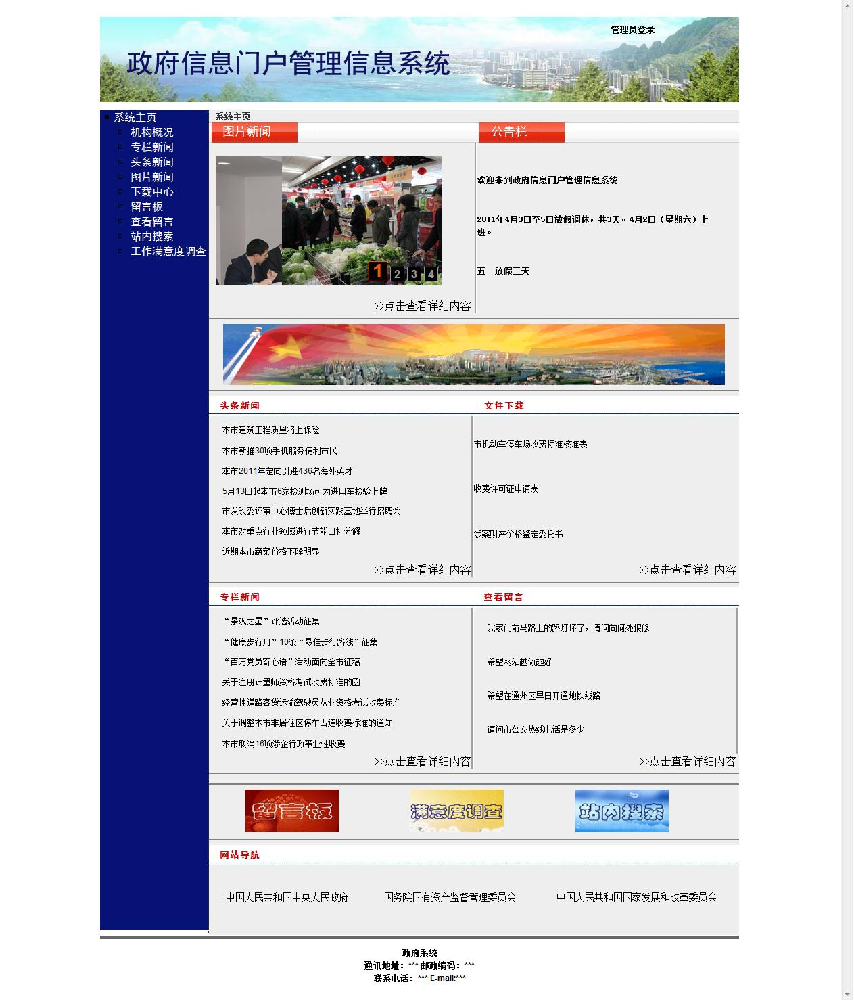 管理员登录
政府信息门户管理信息系统
系统主页
机构概况
专栏新闻
头条新闻
图片新闻
下载中心
留言板
查看留言
站内搜索
工作满意度调查
系统主页
图片新闻
公告栏
1 2 3 4
>>点击查看详细内容
欢迎来到政府信息门户管理信息系统
2011年4月3日至5日放假调休，共3天。4月2日（星期六）上
班。
五一放假三天
头条新闻
本市建筑工程质量将上保险
本市新推30项手机服务便利市民
本市2011年定向引进436名海外英才
5月13日起本市6家检测场可为进口车检验上牌
市发改委评审中心博士后创新实践基地举行招聘会
本市对重点行业领域进行节能目标分解
近期本市蔬菜价格下降明显
>>点击查看详细内容
文件下载
市机动车停车场收费标准核准表
收费许可证申请表
涉案财产价格鉴定委托书
>>点击查看详细内容
专栏新闻
“景观之星”评选活动征集
“健康步行月”10条“最佳步行路线”征集
“百万党员寄心语”活动面向全市征稿
关于注册计量师资格考试收费标准的函
经营性道路客货运输驾驶员从业资格考试收费标准
关于调整本市非居住区停车占道收费标准的通知
本市取消16项涉企行政事业性收费
>>点击查看详细内容
查看留言
我家门前马路上的路灯坏了，请问向何处报修
希望网站越做越好
希望在通州区早日开通地铁线路
请问市公交热线电话是多少
>>点击查看详细内容
留言板
满意度调查
站内搜索
网站导航
中国人民共和国中央人民政府
国务院国有资产监督管理委员会
中国人民共和国国家发展和改革委员会
政府系统
通讯地址：*** 邮政编码：***
联系电话：*** E-mail:***